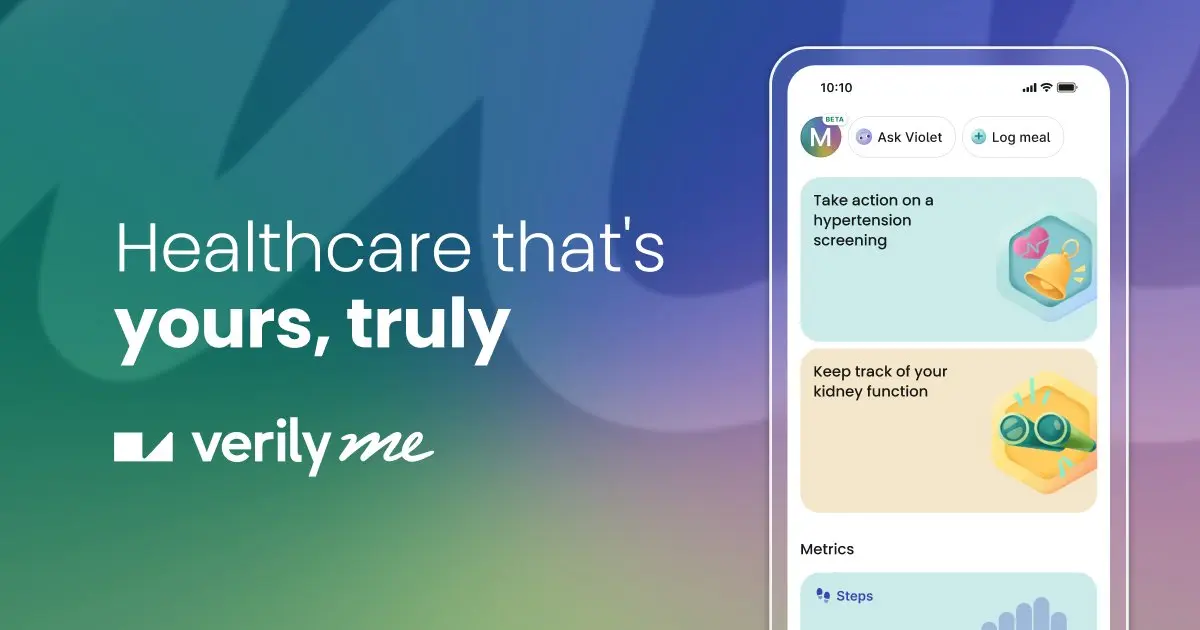 Healthcare that's
yours, truly
verily me
10:10
M
BETA
Ask Violet
Log meal
Take action on a
hypertension
screening
Keep track of your
kidney function
Metrics
Steps